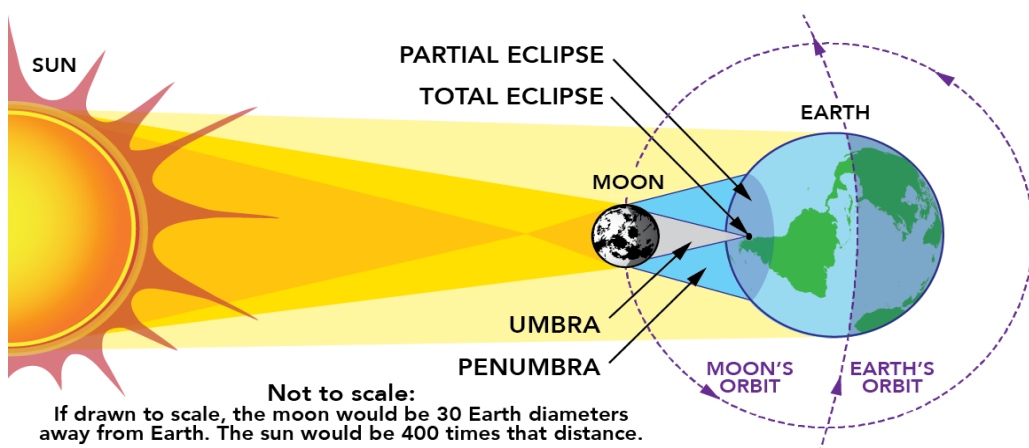 SUN
PARTIAL ECLIPSE
TOTAL ECLIPSE
EARTH
MOON
UMBRA
PENUMBRA
MOON'S
ORBIT
EARTH'S
ORBIT
Not to scale:
If drawn to scale, the moon would be 30 Earth diameters
away from Earth. The sun would be 400 times that distance.